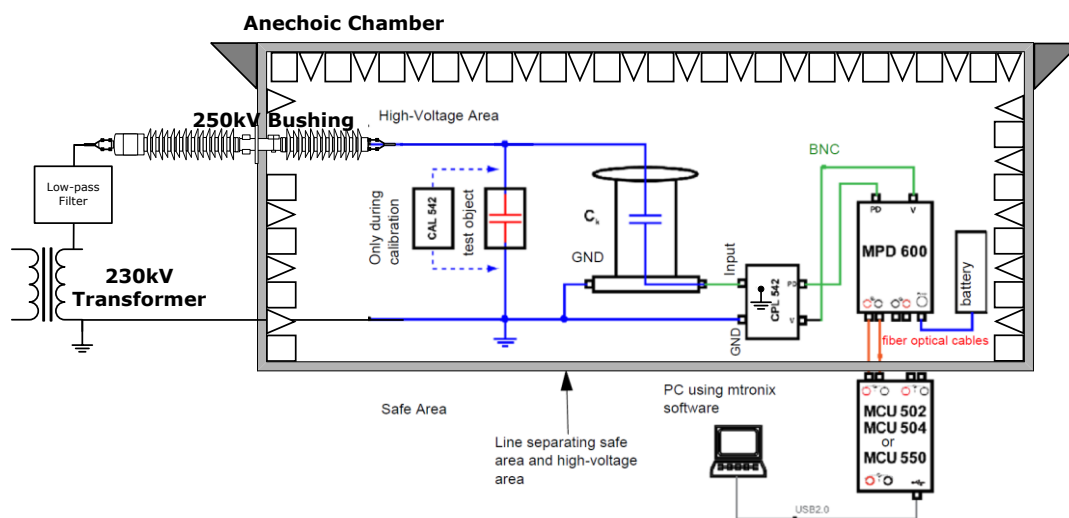 Anechoic Chamber
250kV Bushing
High-Voltage Area
Low-pass
Filter
230kV
Transformer
Only during
calibration
CAL 542
test object
Ck
GND
Input
GND
CPL 542
PD
V
BNC
PD
V
MPD 600
battery
fiber optical cables
Safe Area
Line separating safe
area and high-voltage
area
PC using mtronix
software
MCU 502
MCU 504
or
MCU 550
USB2.0